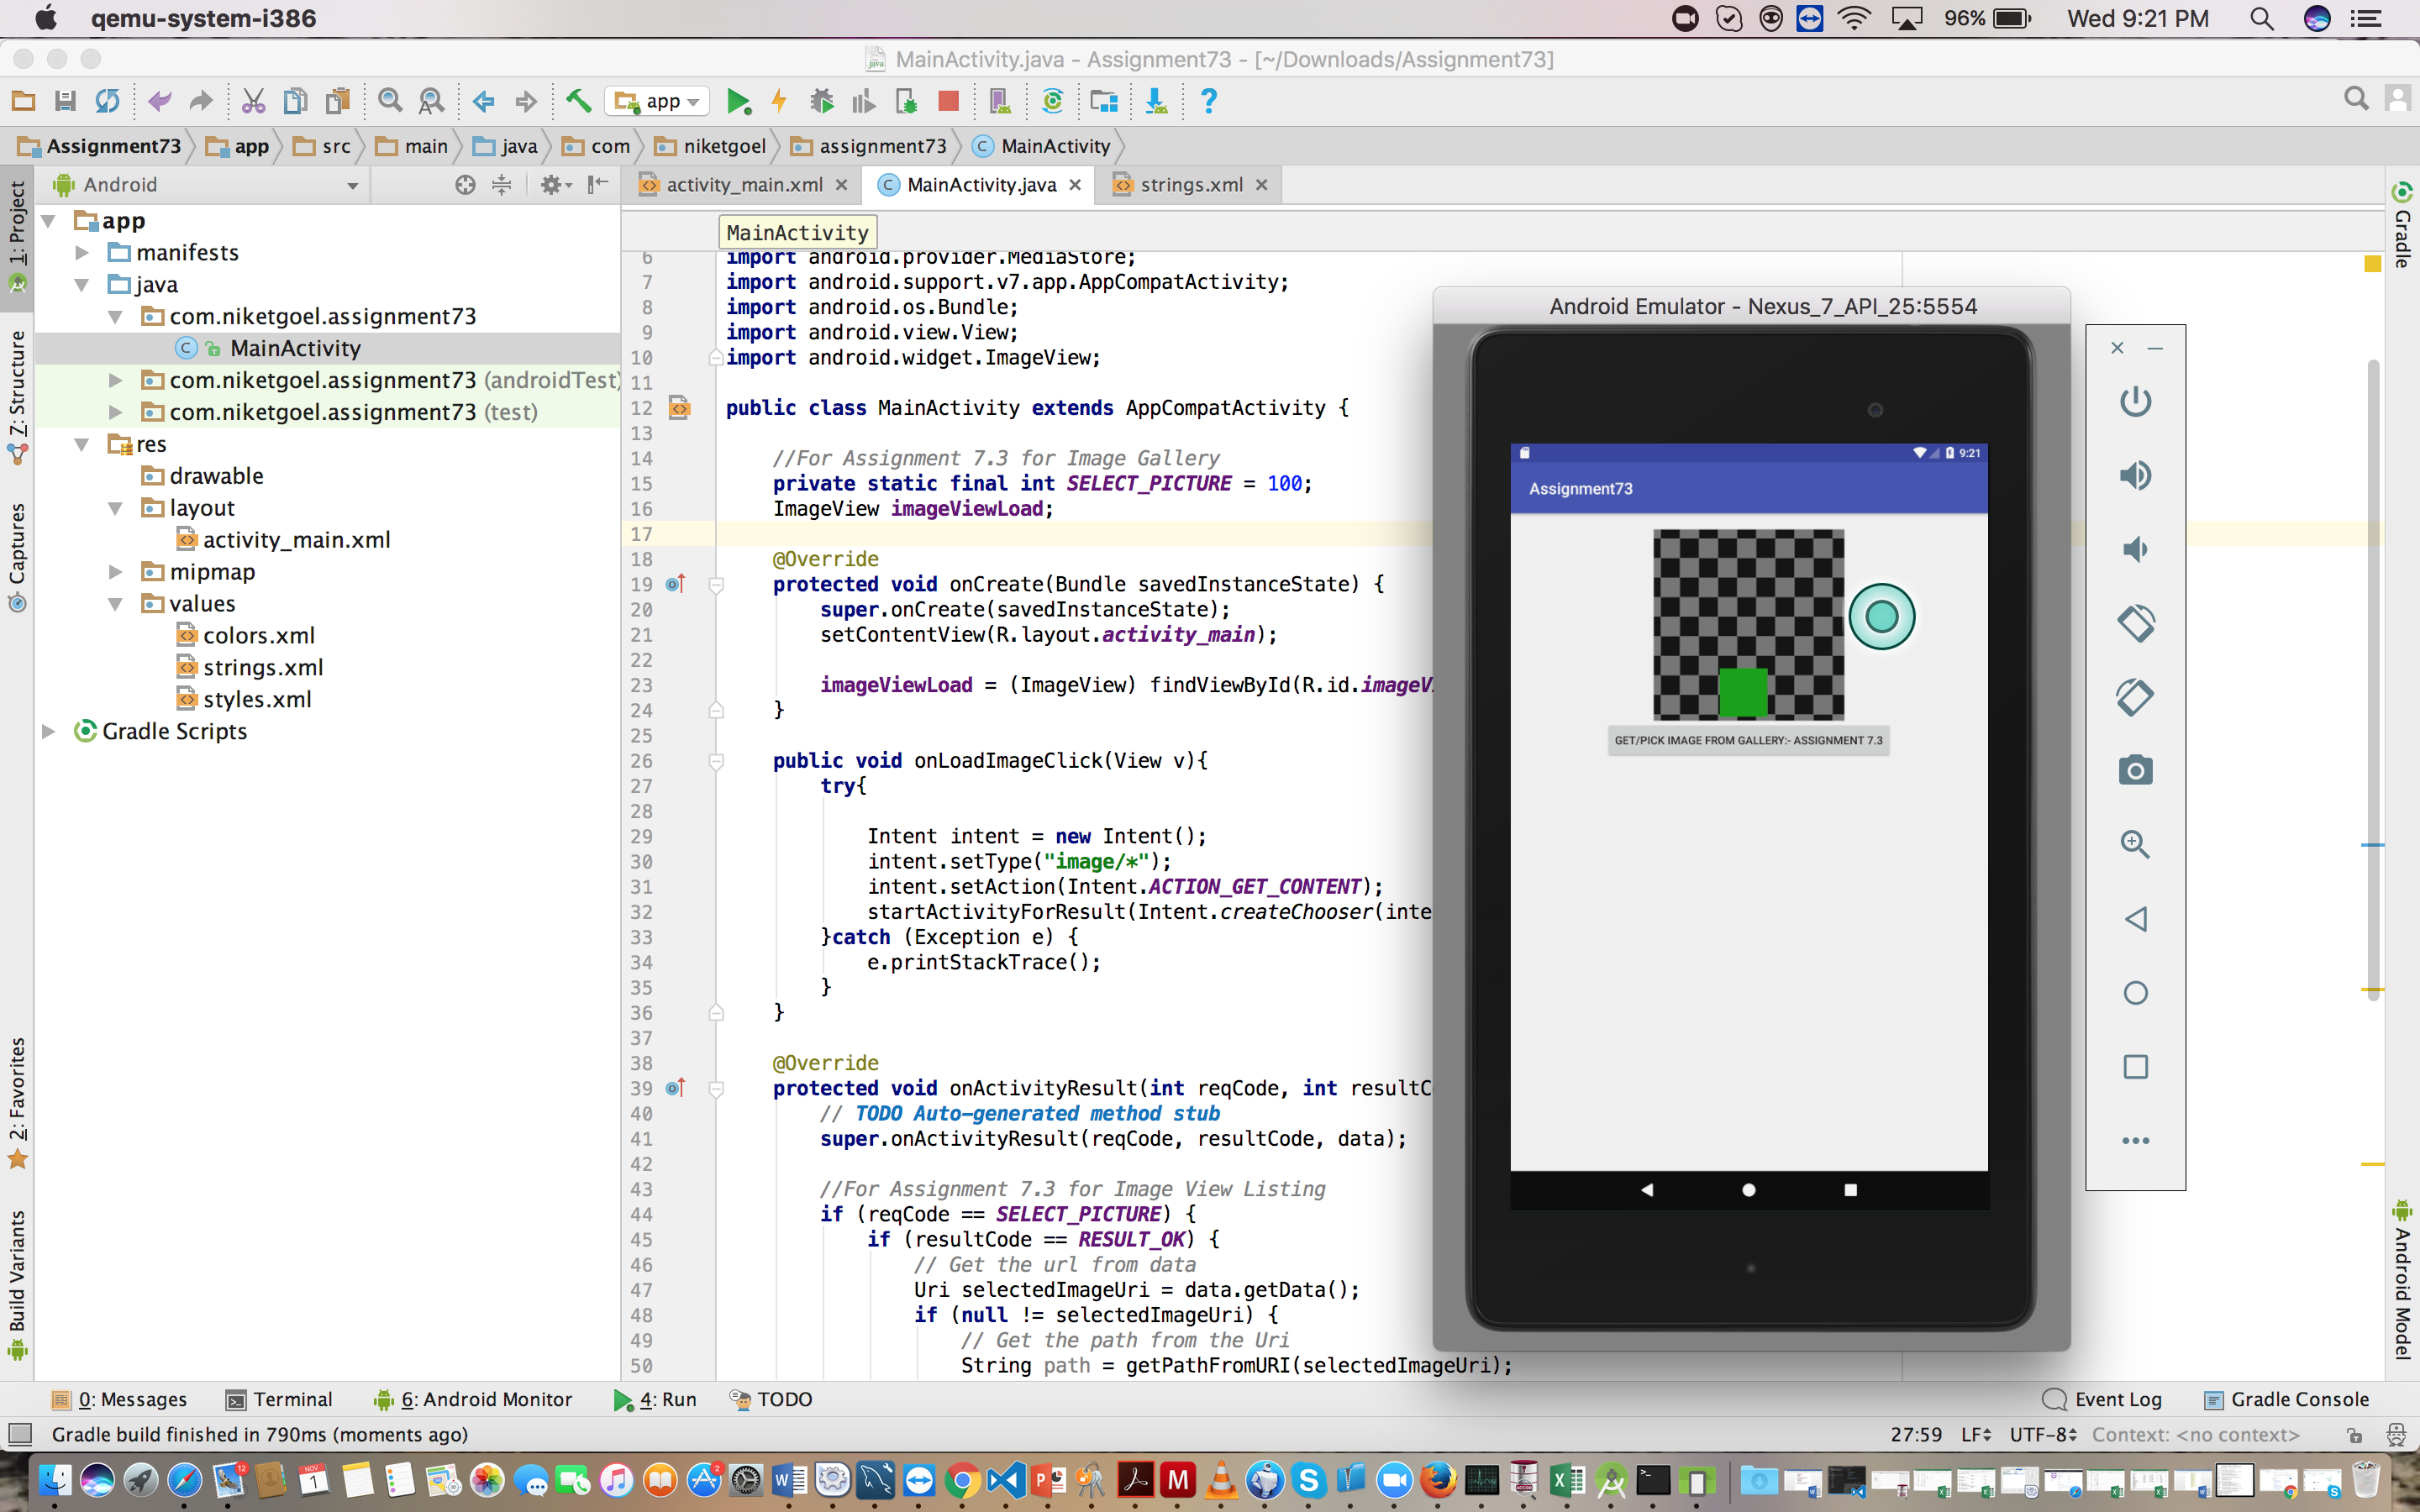 qemu-system-i386
96%
Wed 9:21 PM
MainActivity.java - Assignment73 - [~/Downloads/Assignment73]
app
Assignment73
app
src
main
java
com
niketgoel
assignment73
MainActivity
Android
activity_main.xml
MainActivity.java
strings.xml
1: Project
7: Structure
Captures
2: Favorites
Build Variants
app
manifests
java
com.niketgoel.assignment73
MainActivity
com.niketgoel.assignment73 (androidTest)
com.niketgoel.assignment73 (test)
res
drawable
layout
activity_main.xml
mipmap
values
colors.xml
strings.xml
styles.xml
Gradle Scripts
MainActivity
6 import android.provider.MediaStore;
7 import android.support.v7.app.AppCompatActivity;
8 import android.os.Bundle;
9 import android.view.View;
10 import android.widget.ImageView;
11
12 public class MainActivity extends AppCompatActivity {
13
14 //For Assignment 7.3 for Image Gallery
15 private static final int SELECT_PICTURE = 100;
16 ImageView imageViewLoad;
17
18 @Override
19 protected void onCreate(Bundle savedInstanceState) {
20 super.onCreate(savedInstanceState);
21 setContentView(R.layout.activity_main);
22
23 imageViewLoad = (ImageView) findViewById(R.id.imageV
24 }
25
26 public void onLoadImageClick(View v){
27 try{
28
29 Intent intent = new Intent();
30 intent.setType("image/*");
31 intent.setAction(Intent.ACTION_GET_CONTENT);
32 startActivityForResult(Intent.createChooser(inte
33 }catch (Exception e) {
34 e.printStackTrace();
35 }
36 }
37
38 @Override
39 protected void onActivityResult(int reqCode, int resultC
40 // TODO Auto-generated method stub
41 super.onActivityResult(reqCode, resultCode, data);
42
43 //For Assignment 7.3 for Image View Listing
44 if (reqCode == SELECT_PICTURE) {
45 if (resultCode == RESULT_OK) {
46 // Get the url from data
47 Uri selectedImageUri = data.getData();
48 if (null != selectedImageUri) {
49 // Get the path from the Uri
50 String path = getPathFromURI(selectedImageUri);
Android Emulator - Nexus_7_API_25:5554
9:21
Assignment73
GET/PICK IMAGE FROM GALLERY:- ASSIGNMENT 7.3
Gradle
Android Model
0: Messages
Terminal
6: Android Monitor
4: Run
TODO
Event Log
Gradle Console
Gradle build finished in 790ms (moments ago)
27:59
LF
UTF-8
Context: <no context>
12
NOV
1
2